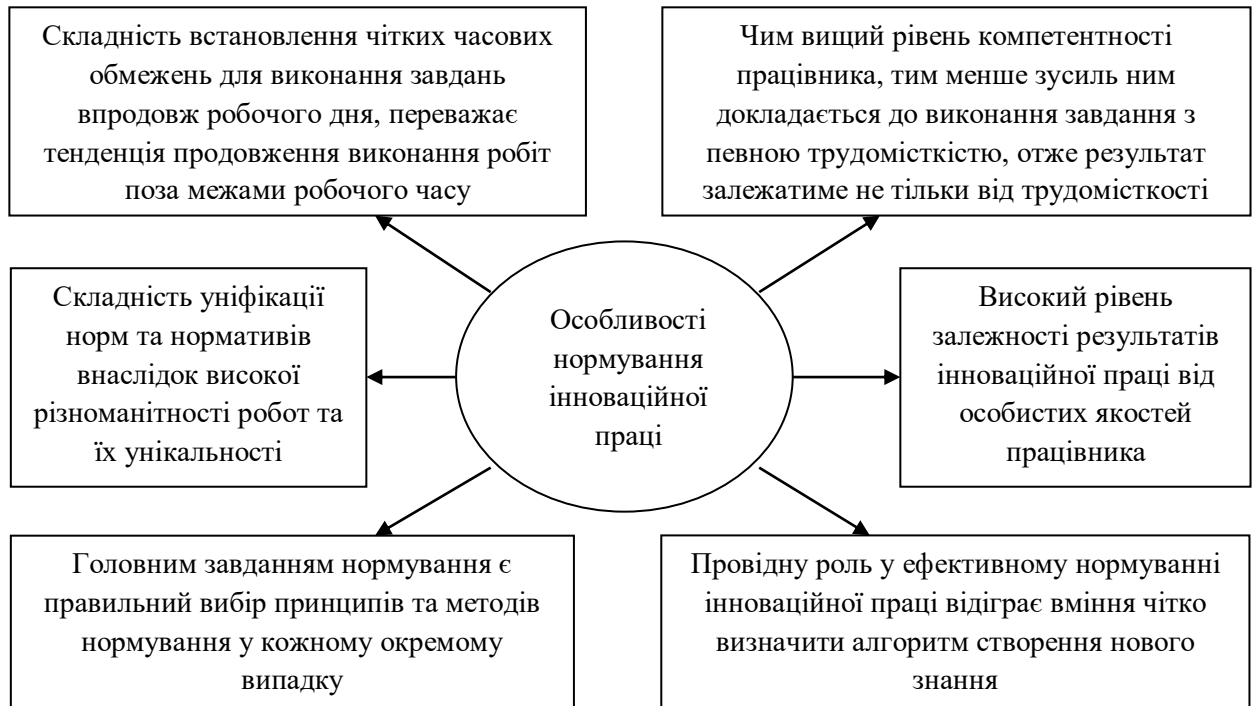 Складність встановлення чітких часових
обмежень для виконання завдань
впродовж робочого дня, переважає
тенденція продовження виконання робіт
поза межами робочого часу
Чим вищий рівень компетентності
працівника, тим менше зусиль ним
докладається до виконання завдання з
певною трудомісткістю, отже результат
залежатиме не тільки від трудомісткості
Складність уніфікації
норм та нормативів
внаслідок високої
різноманітності робот та
їх унікальності
Особливості
нормування
інноваційної
праці
Високий рівень
залежності результатів
інноваційної праці від
особистих якостей
працівника
Головним завданням нормування є
правильний вибір принципів та методів
нормування у кожному окремому
випадку
Провідну роль у ефективному нормуванні
інноваційної праці відіграє вміння чітко
визначити алгоритм створення нового
знання